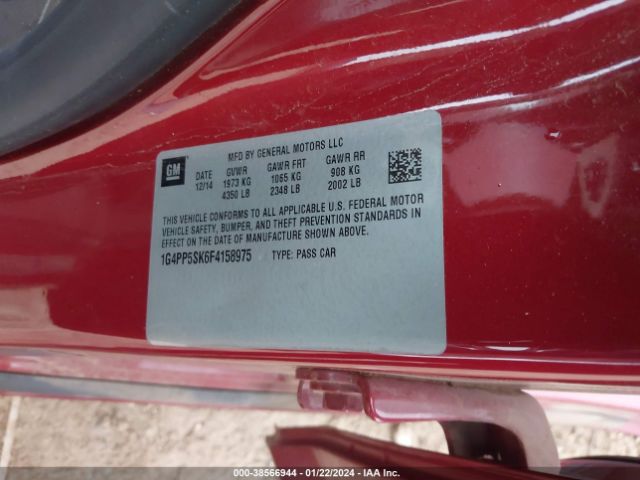 MFD BY GENERAL MOTORS LLC
GM
DATE GVWR GAWR FRT GAWR RR
12/14 1973 KG 1065 KG 908 KG
4350 LB 2348 LB 2002 LB
THIS VEHICLE CONFORMS TO ALL APPLICABLE U.S. FEDERAL MOTOR
VEHICLE SAFETY, BUMPER, AND THEFT PREVENTION STANDARDS IN
EFFECT ON THE DATE OF MANUFACTURE SHOWN ABOVE.
1G4PP5SK6F4158975 TYPE: PASS CAR
000-38566944 - 01/22/2024 - IAA Inc.